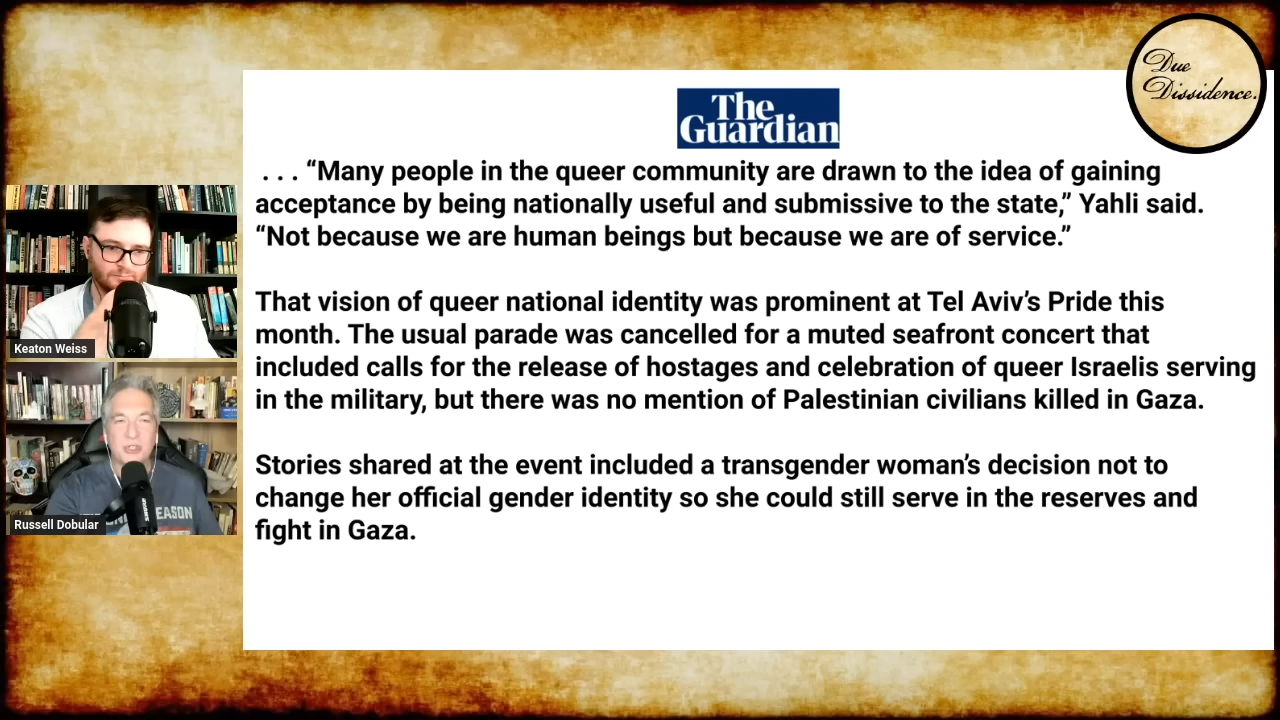 Due
Dissidence.
The
Guardian
. . . “Many people in the queer community are drawn to the idea of gaining
acceptance by being nationally useful and submissive to the state,” Yahli said.
“Not because we are human beings but because we are of service.”
That vision of queer national identity was prominent at Tel Aviv’s Pride this
month. The usual parade was cancelled for a muted seafront concert that
included calls for the release of hostages and celebration of queer Israelis serving
in the military, but there was no mention of Palestinian civilians killed in Gaza.
Stories shared at the event included a transgender woman’s decision not to
change her official gender identity so she could still serve in the reserves and
fight in Gaza.
Keaton Weiss
Russell Dobular